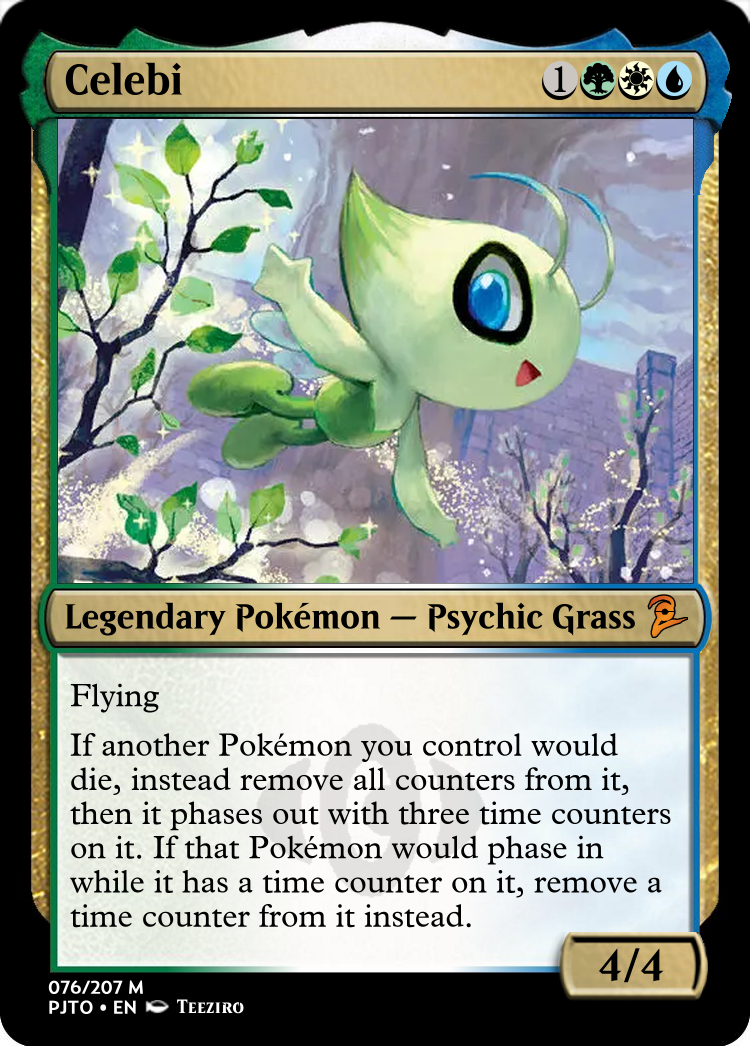 Celebi 1
Legendary Pokémon — Psychic Grass
Flying
If another Pokémon you control would
die, instead remove all counters from it,
then it phases out with three time counters
on it. If that Pokémon would phase in
while it has a time counter on it, remove a
time counter from it instead.
4/4
076/207 M
PJTO • EN Teeziro